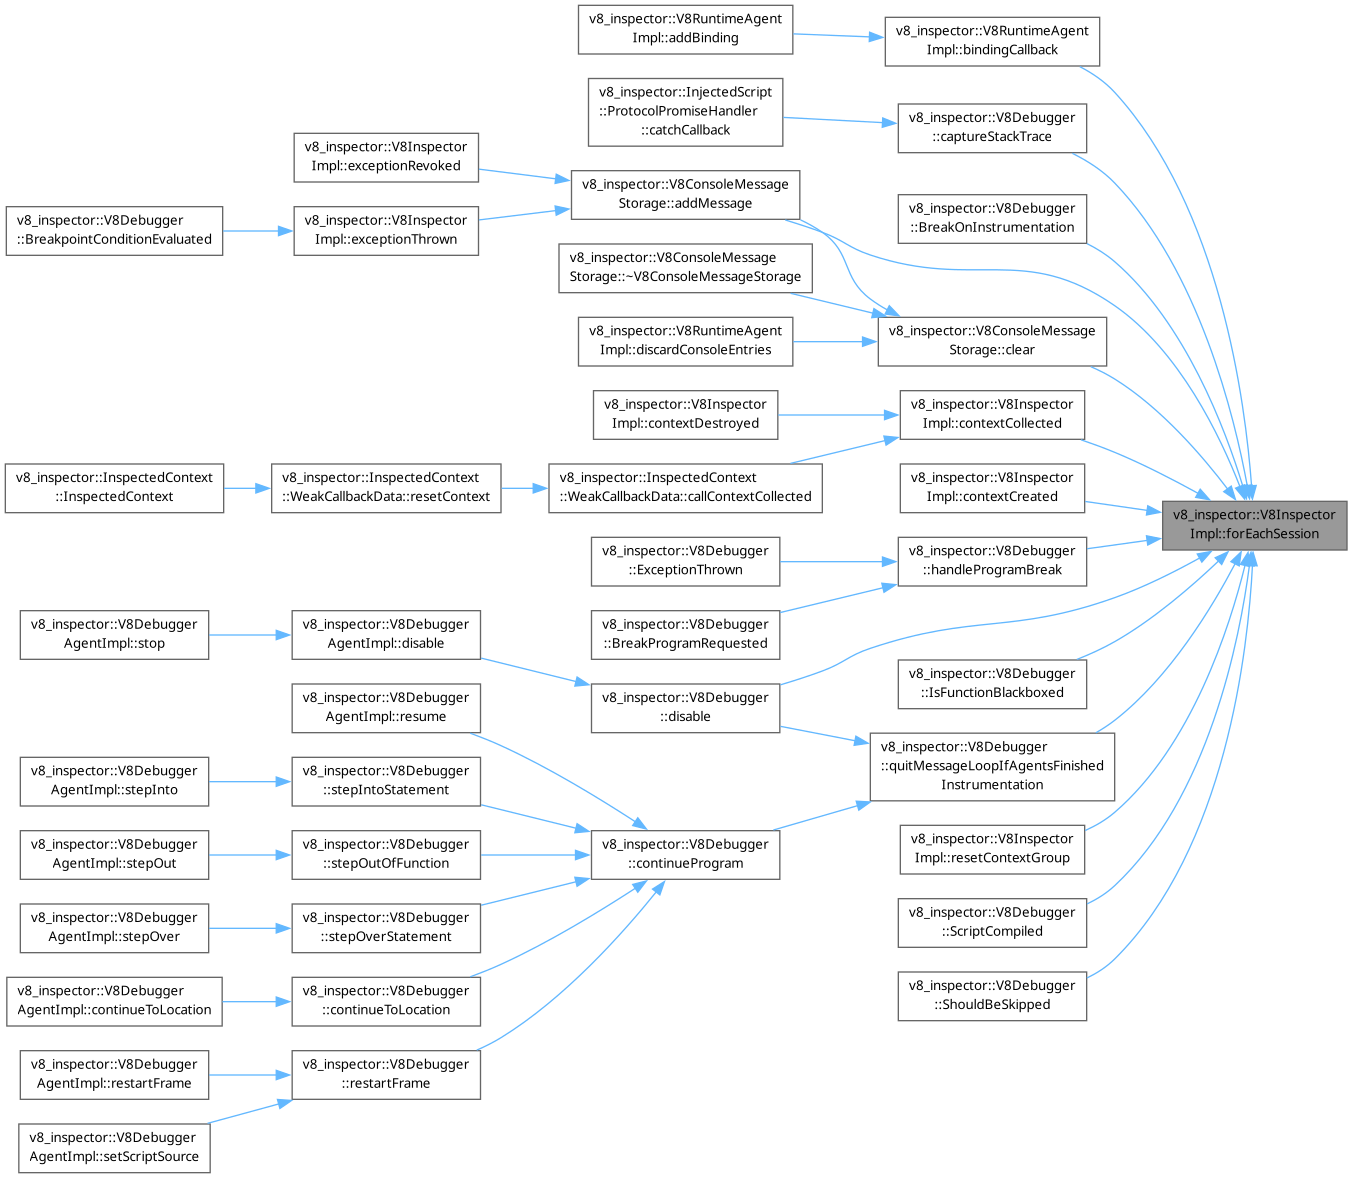 v8_inspector::V8RuntimeAgent
Impl::addBinding
v8_inspector::V8RuntimeAgent
Impl::bindingCallback
v8_inspector::InjectedScript
::ProtocolPromiseHandler
::catchCallback
v8_inspector::V8Debugger
::captureStackTrace
v8_inspector::V8Inspector
Impl::exceptionRevoked
v8_inspector::V8ConsoleMessage
Storage::addMessage
v8_inspector::V8Debugger
::BreakOnInstrumentation
v8_inspector::V8Debugger
::BreakpointConditionEvaluated
v8_inspector::V8Inspector
Impl::exceptionThrown
v8_inspector::V8ConsoleMessage
Storage::~V8ConsoleMessageStorage
v8_inspector::V8RuntimeAgent
Impl::discardConsoleEntries
v8_inspector::V8ConsoleMessage
Storage::clear
v8_inspector::V8Inspector
Impl::contextDestroyed
v8_inspector::V8Inspector
Impl::contextCollected
v8_inspector::InspectedContext
::InspectedContext
v8_inspector::InspectedContext
::WeakCallbackData::resetContext
v8_inspector::InspectedContext
::WeakCallbackData::callContextCollected
v8_inspector::V8Inspector
Impl::contextCreated
v8_inspector::V8Inspector
Impl::forEachSession
v8_inspector::V8Debugger
::ExceptionThrown
v8_inspector::V8Debugger
::handleProgramBreak
v8_inspector::V8Debugger
AgentImpl::stop
v8_inspector::V8Debugger
AgentImpl::disable
v8_inspector::V8Debugger
::BreakProgramRequested
v8_inspector::V8Debugger
::IsFunctionBlackboxed
v8_inspector::V8Debugger
AgentImpl::resume
v8_inspector::V8Debugger
::disable
v8_inspector::V8Debugger
::quitMessageLoopIfAgentsFinished
Instrumentation
v8_inspector::V8Debugger
AgentImpl::stepInto
v8_inspector::V8Debugger
::stepIntoStatement
v8_inspector::V8Debugger
AgentImpl::stepOut
v8_inspector::V8Debugger
::stepOutOfFunction
v8_inspector::V8Debugger
::continueProgram
v8_inspector::V8Inspector
Impl::resetContextGroup
v8_inspector::V8Debugger
AgentImpl::stepOver
v8_inspector::V8Debugger
::stepOverStatement
v8_inspector::V8Debugger
::ScriptCompiled
v8_inspector::V8Debugger
AgentImpl::continueToLocation
v8_inspector::V8Debugger
::continueToLocation
v8_inspector::V8Debugger
::ShouldBeSkipped
v8_inspector::V8Debugger
AgentImpl::restartFrame
v8_inspector::V8Debugger
::restartFrame
v8_inspector::V8Debugger
AgentImpl::setScriptSource